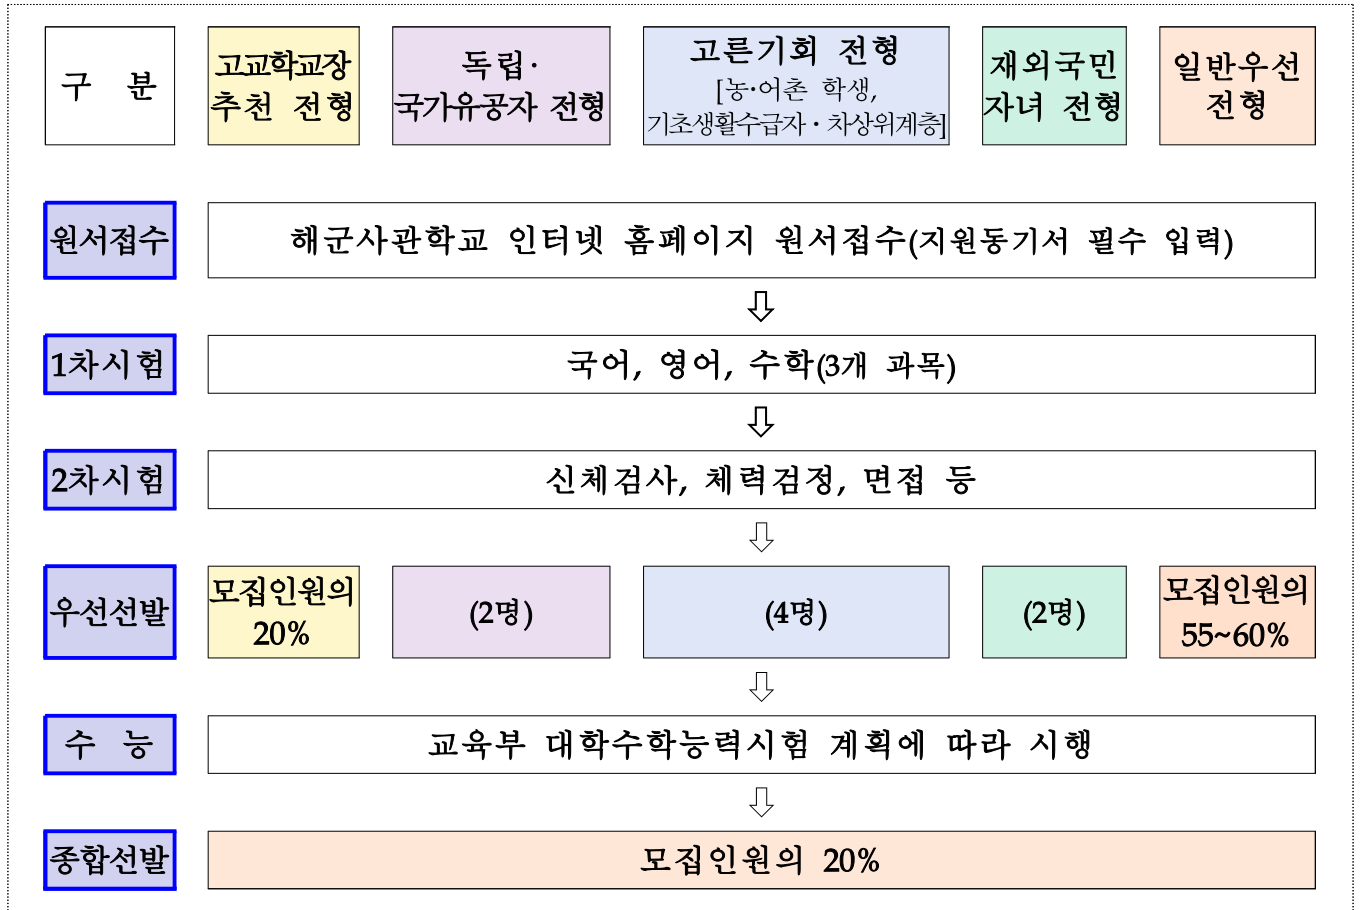 구 분
고교학교장
추천 전형
독립·
국가유공자 전형
고른기회 전형
[농·어촌 학생,
기초생활수급자·차상위계층]
재외국민
자녀 전형
일반우선
전형
원서접수
해군사관학교 인터넷 홈페이지 원서접수(지원동기서 필수 입력)
⇩
1차시험
국어, 영어, 수학(3개 과목)
⇩
2차시험
신체검사, 체력검정, 면접 등
⇩
우선선발
모집인원의
20%
(2명)
(4명)
(2명)
모집인원의
55~60%
⇩
수 능
교육부 대학수학능력시험 계획에 따라 시행
⇩
종합선발
모집인원의 20%